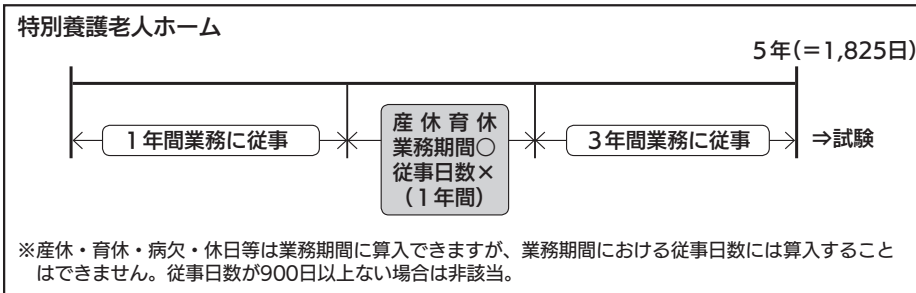 特別養護老人ホーム
5年(=1,825日)
1年間業務に従事
産休育休
業務期間○
従事日数×
(1年間)
3年間業務に従事
⇒試験
※産休・育休・病欠・休日等は業務期間に算入できますが、業務期間における従事日数には算入すること
はできません。従事日数が900日以上ない場合は非該当。